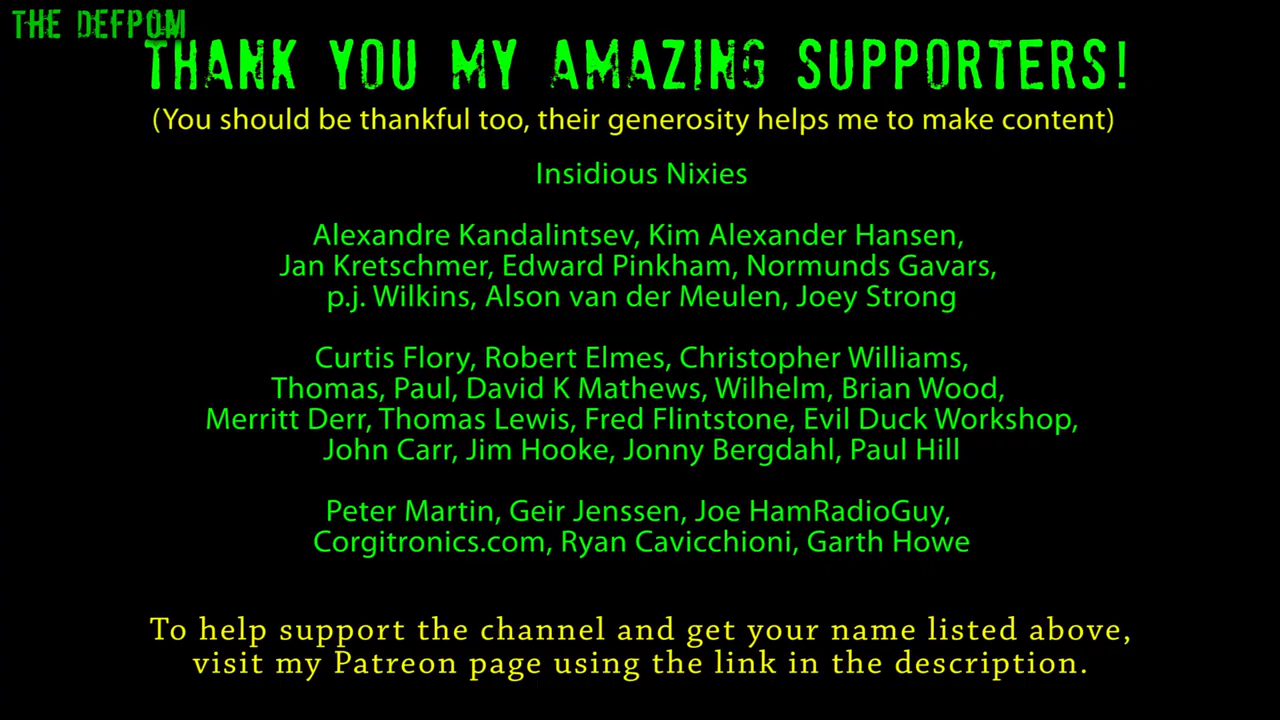 THE DEFPOM
THANK YOU MY AMAZING SUPPORTERS!
(You should be thankful too, their generosity helps me to make content)
Insidious Nixies
Alexandre Kandalintsev, Kim Alexander Hansen,
Jan Kretschmer, Edward Pinkham, Normunds Gavars,
p.j. Wilkins, Alson van der Meulen, Joey Strong
Curtis Flory, Robert Elmes, Christopher Williams,
Thomas, Paul, David K Mathews, Wilhelm, Brian Wood,
Merritt Derr, Thomas Lewis, Fred Flintstone, Evil Duck Workshop,
John Carr, Jim Hooke, Jonny Bergdahl, Paul Hill
Peter Martin, Geir Jenssen, Joe HamRadioGuy,
Corgitronics.com, Ryan Cavicchioni, Garth Howe
To help support the channel and get your name listed above,
visit my Patreon page using the link in the description.